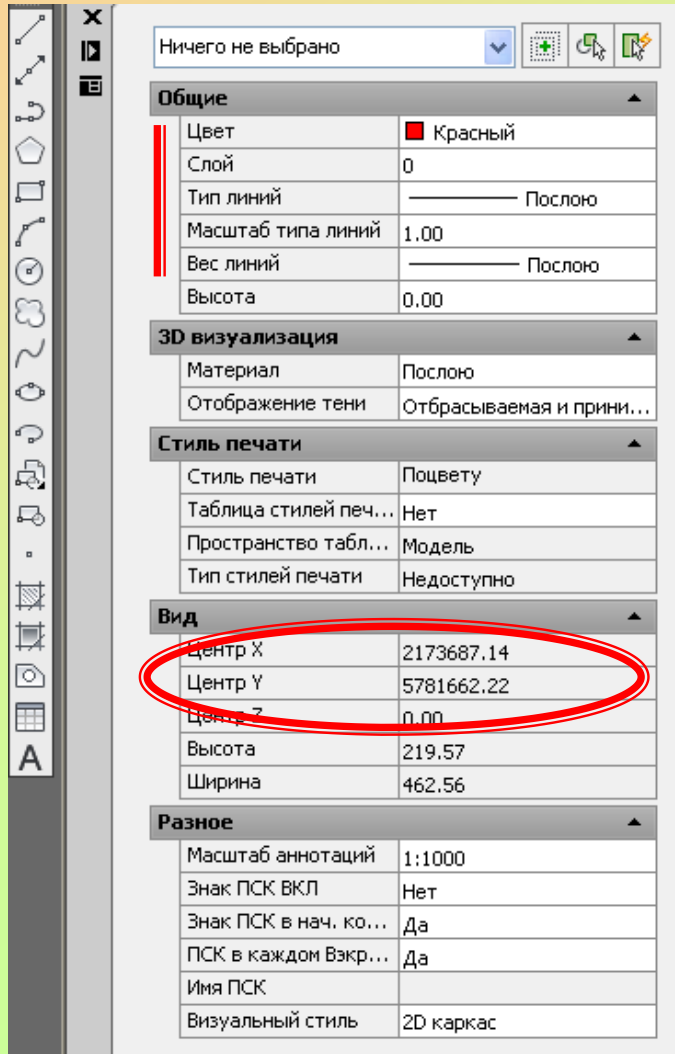 Ничего не выбрано
Общие
Цвет Красный
Слой 0
Тип линий Послою
Масштаб типа линий 1.00
Вес линий Послою
Высота 0.00
3D визуализация
Материал Послою
Отображение тени Отбрасываемая и прини...
Стиль печати
Стиль печати Поцвету
Таблица стилей печ... Нет
Пространство табл... Модель
Тип стилей печати Недоступно
Вид
Центр X 2173687.14
Центр Y 5781662.22
Центр Z 0.00
Высота 219.57
Ширина 462.56
Разное
Масштаб аннотаций 1:1000
Знак ПСК ВКЛ Нет
Знак ПСК в нач. ко... Да
ПСК в каждом Вэкр... Да
Имя ПСК
Визуальный стиль 2D каркас
A